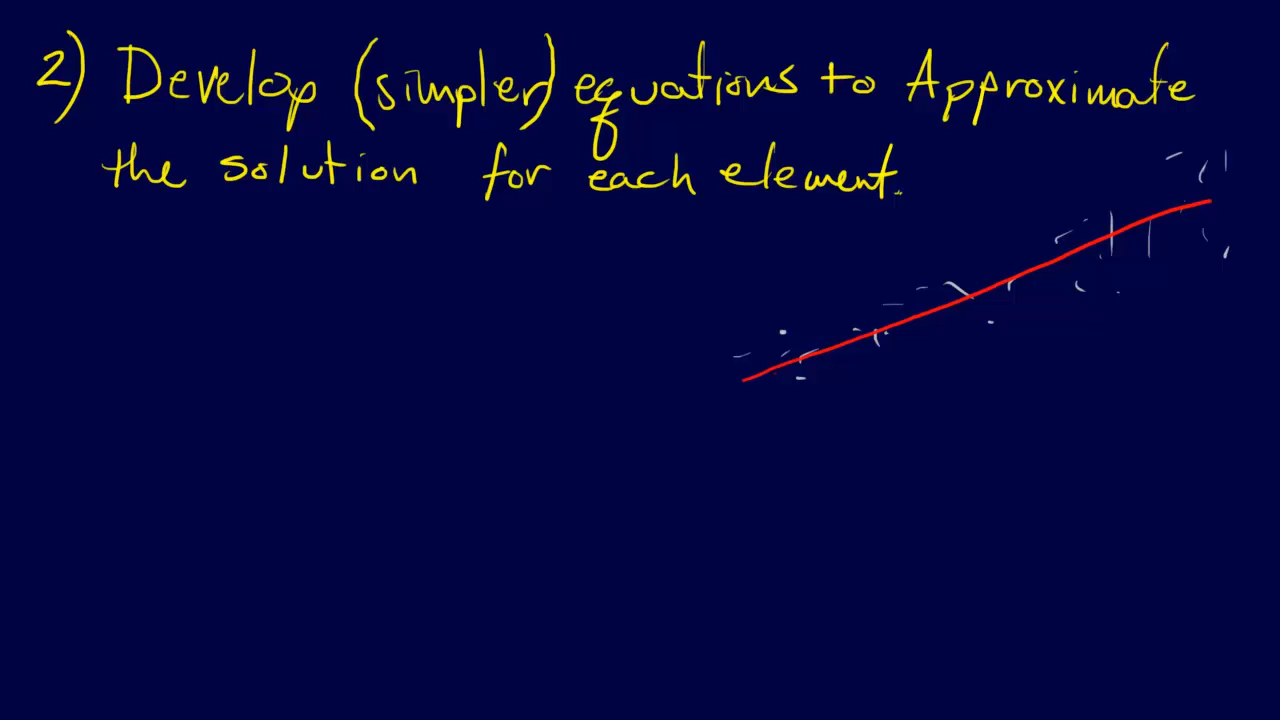 2) Develop (simpler) equations to Approximate
the solution for each element.